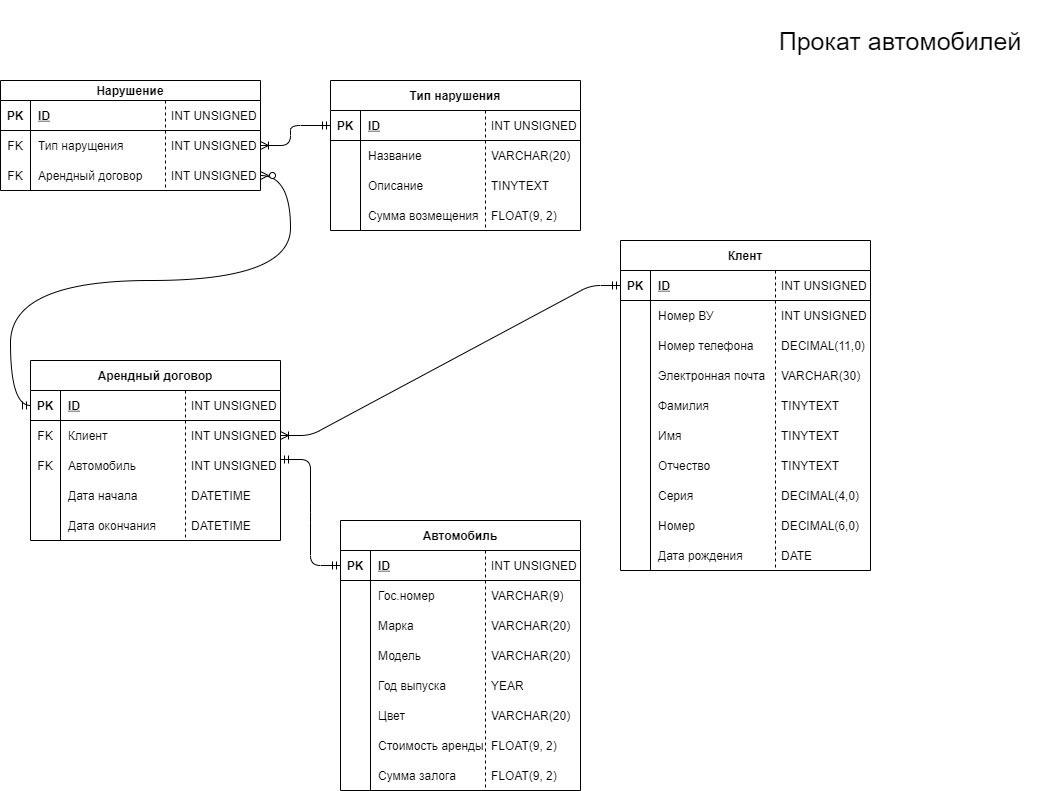 Прокат автомобилей
Нарушение
PK ID INT UNSIGNED
FK Тип нарущения INT UNSIGNED
FK Арендный договор INT UNSIGNED
Тип нарушения
PK ID INT UNSIGNED
Название VARCHAR(20)
Описание TINYTEXT
Сумма возмещения FLOAT(9, 2)
Клент
PK ID INT UNSIGNED
Номер ВУ INT UNSIGNED
Номер телефона DECIMAL(11,0)
Электронная почта VARCHAR(30)
Фамилия TINYTEXT
Имя TINYTEXT
Отчество TINYTEXT
Серия DECIMAL(4,0)
Номер DECIMAL(6,0)
Дата рождения DATE
Арендный договор
PK ID INT UNSIGNED
FK Клиент INT UNSIGNED
FK Автомобиль INT UNSIGNED
Дата начала DATETIME
Дата окончания DATETIME
Автомобиль
PK ID INT UNSIGNED
Гос.номер VARCHAR(9)
Марка VARCHAR(20)
Модель VARCHAR(20)
Год выпуска YEAR
Цвет VARCHAR(20)
Стоимость аренды FLOAT(9, 2)
Сумма залога FLOAT(9, 2)